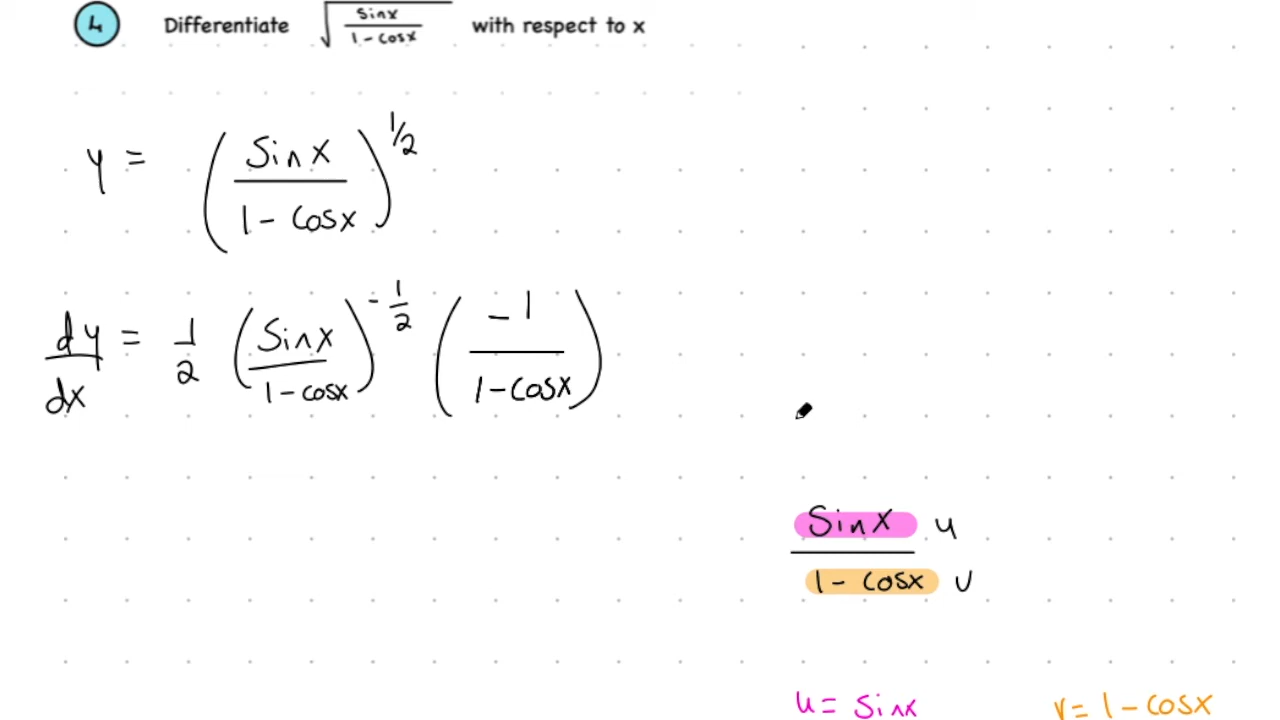 4 Differentiate √(sinx / 1 - cosx) with respect to x
y = (Sinx / 1 - Cosx)^1/2
dy/dx = 1/2 (Sinx / 1 - cosx)^-1/2 (-1 / 1 - cosx)
Sinx u
1 - cosx v
u = Sinx v = 1 - cosx